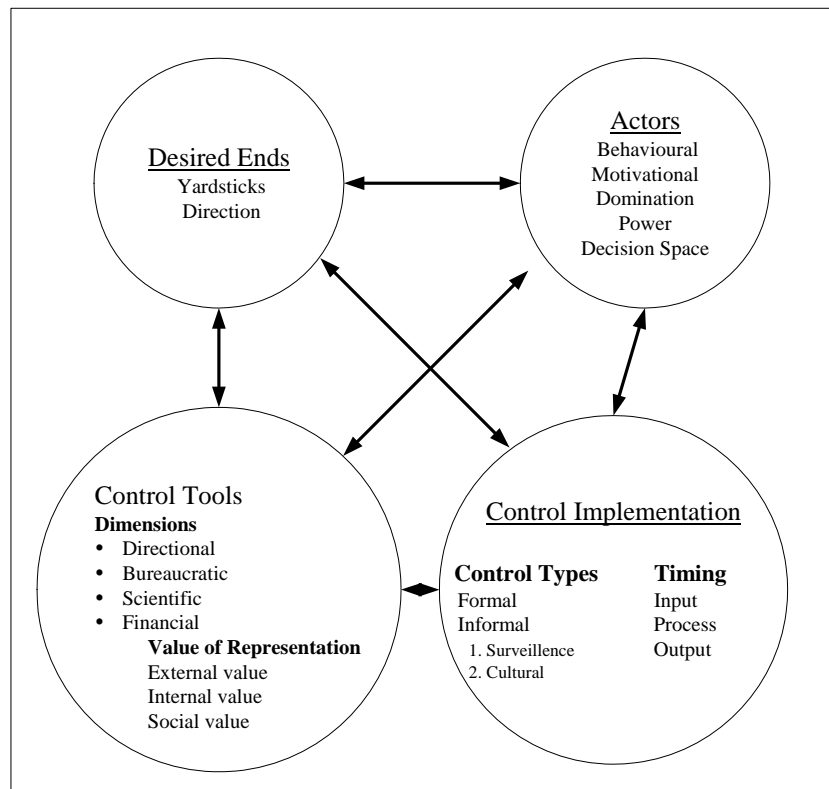 Desired Ends
Yardsticks
Direction
Actors
Behavioural
Motivational
Domination
Power
Decision Space
Control Tools
Dimensions
• Directional
• Bureaucratic
• Scientific
• Financial
Value of Representation
External value
Internal value
Social value
Control Implementation
Control Types
Formal
Informal
1. Surveillence
2. Cultural
Timing
Input
Process
Output